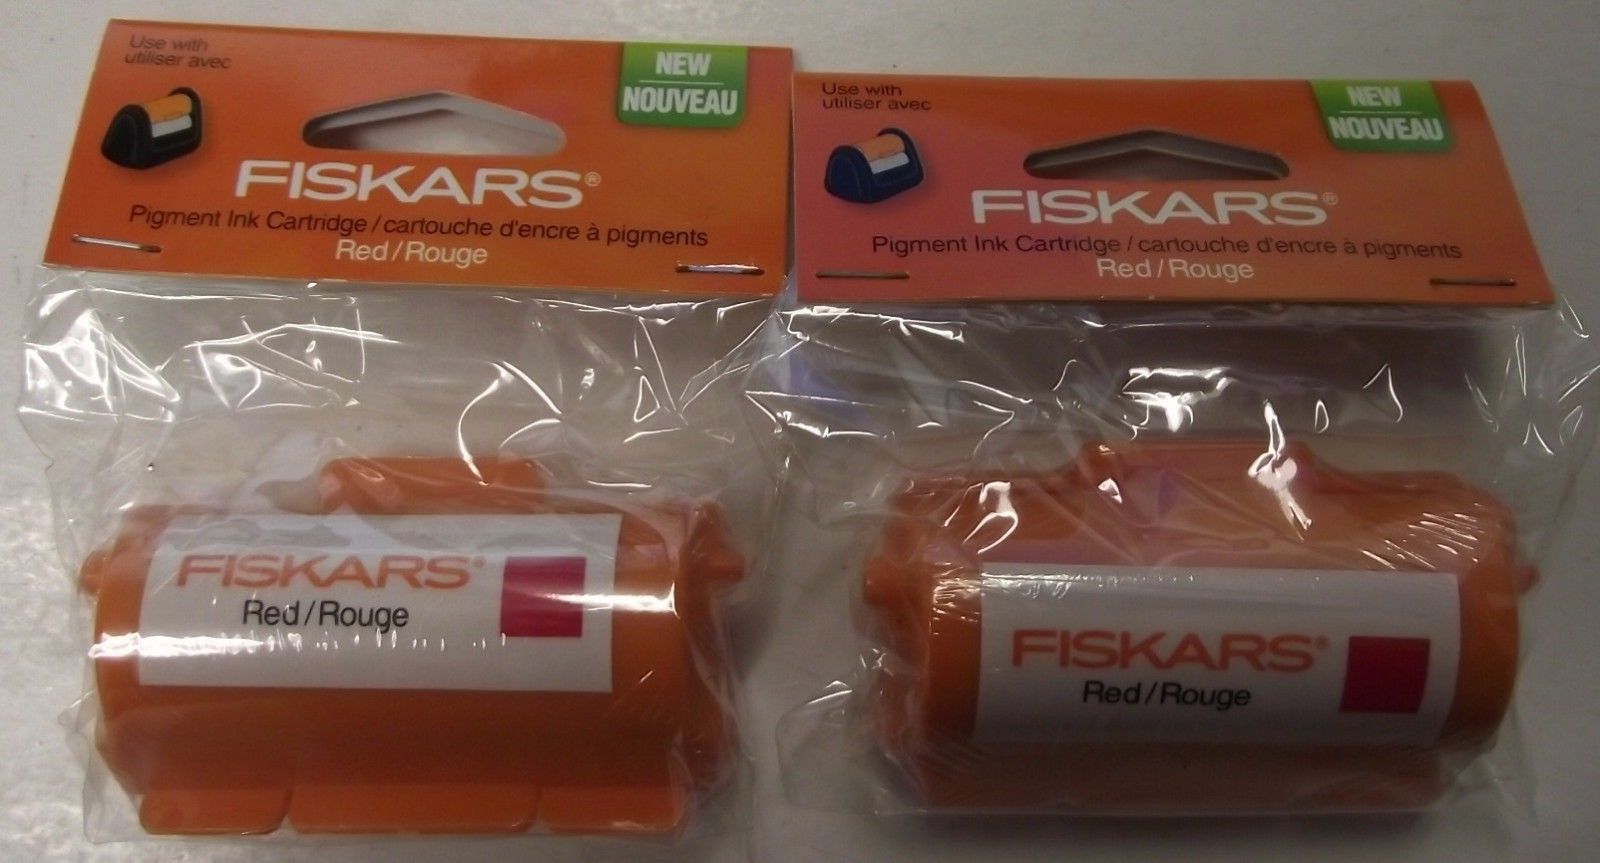 Use with
utiliser avec
NEW
NOUVEAU
FISKARS®
Pigment Ink Cartridge / cartouche d'encre à pigments
Red / Rouge
FISKARS®
Red / Rouge
Use with
utiliser avec
NEW
NOUVEAU
FISKARS®
Pigment Ink Cartridge / cartouche d'encre à pigments
Red / Rouge
FISKARS®
Red / Rouge